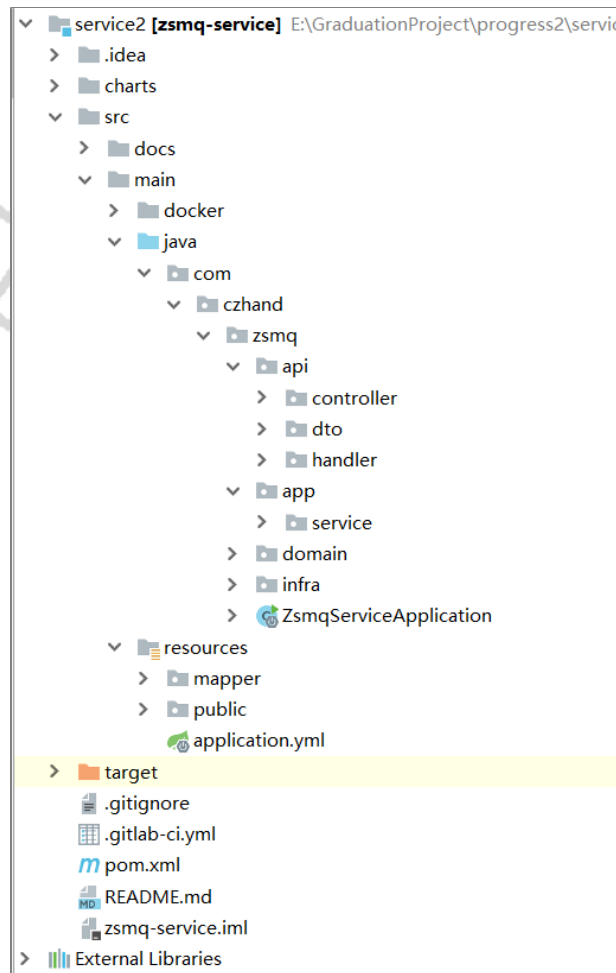 service2 [zsmq-service] E:\GraduationProject\progress2\servic
.idea
charts
src
docs
main
docker
java
com
czhand
zsmq
api
controller
dto
handler
app
service
domain
infra
ZsmqServiceApplication
resources
mapper
public
application.yml
target
.gitignore
.gitlab-ci.yml
m pom.xml
MD README.md
zsmq-service.iml
External Libraries